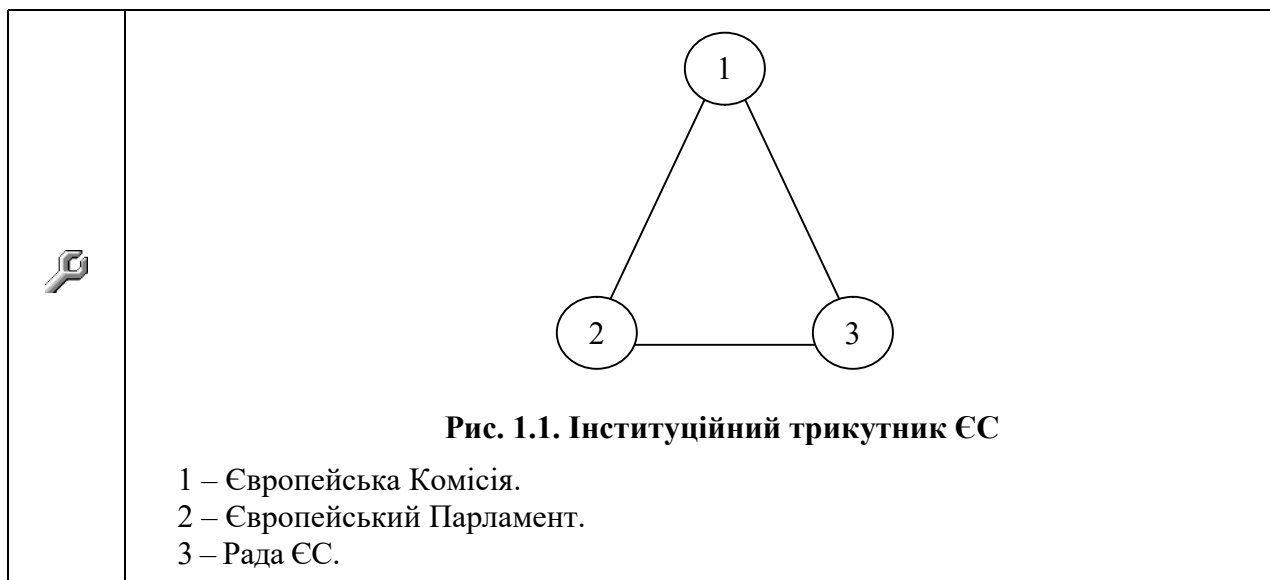 1
2
3
Рис. 1.1. Інституційний трикутник ЄС
1 – Європейська Комісія.
2 – Європейський Парламент.
3 – Рада ЄС.